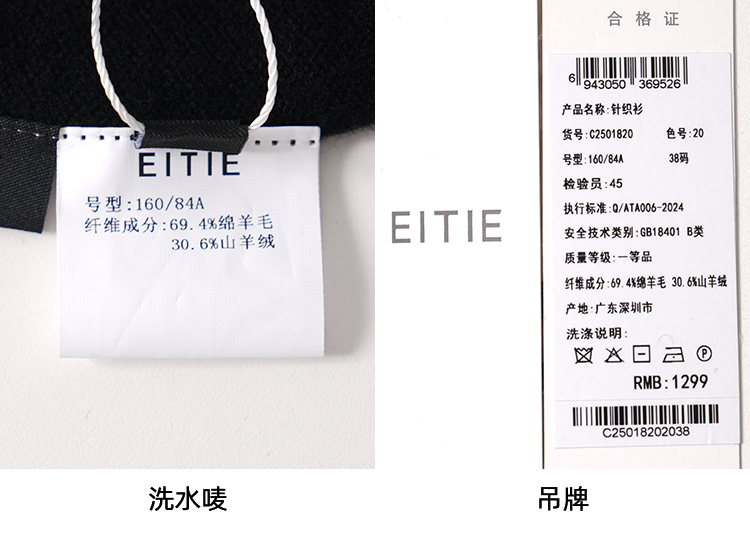 EITIE
号型:160/84A
纤维成分:69.4%绵羊毛
30.6%山羊绒
洗水唛
EITIE
合格证
6 943050 369526
产品名称:针织衫
货号:C2501820 色号:20
号型:160/84A 38码
检验员:45
执行标准:Q/ATA006-2024
安全技术类别:GB18401 B类
质量等级:一等品
纤维成分:69.4%绵羊毛 30.6%山羊绒
产地:广东深圳市
洗涤说明:
RMB:1299
C25018202038
吊牌